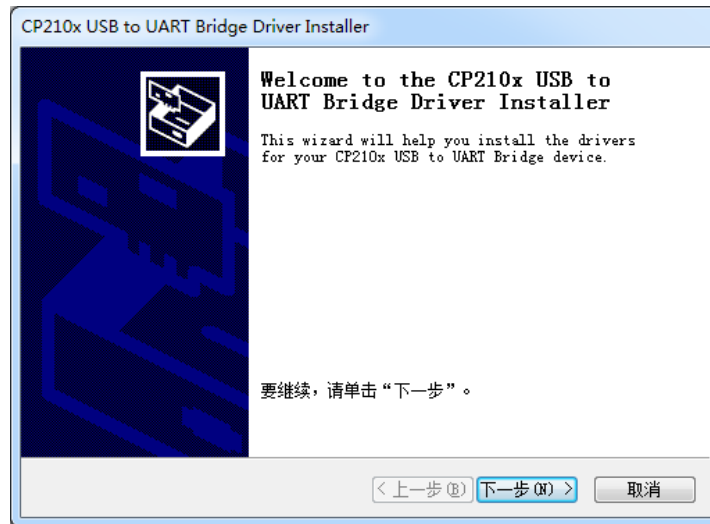 CP210x USB to UART Bridge Driver Installer
Welcome to the CP210x USB to
UART Bridge Driver Installer
This wizard will help you install the drivers
for your CP210x USB to UART Bridge device.
要继续，请单击“下一步”。
< 上一步(B) 下一步(N) > 取消